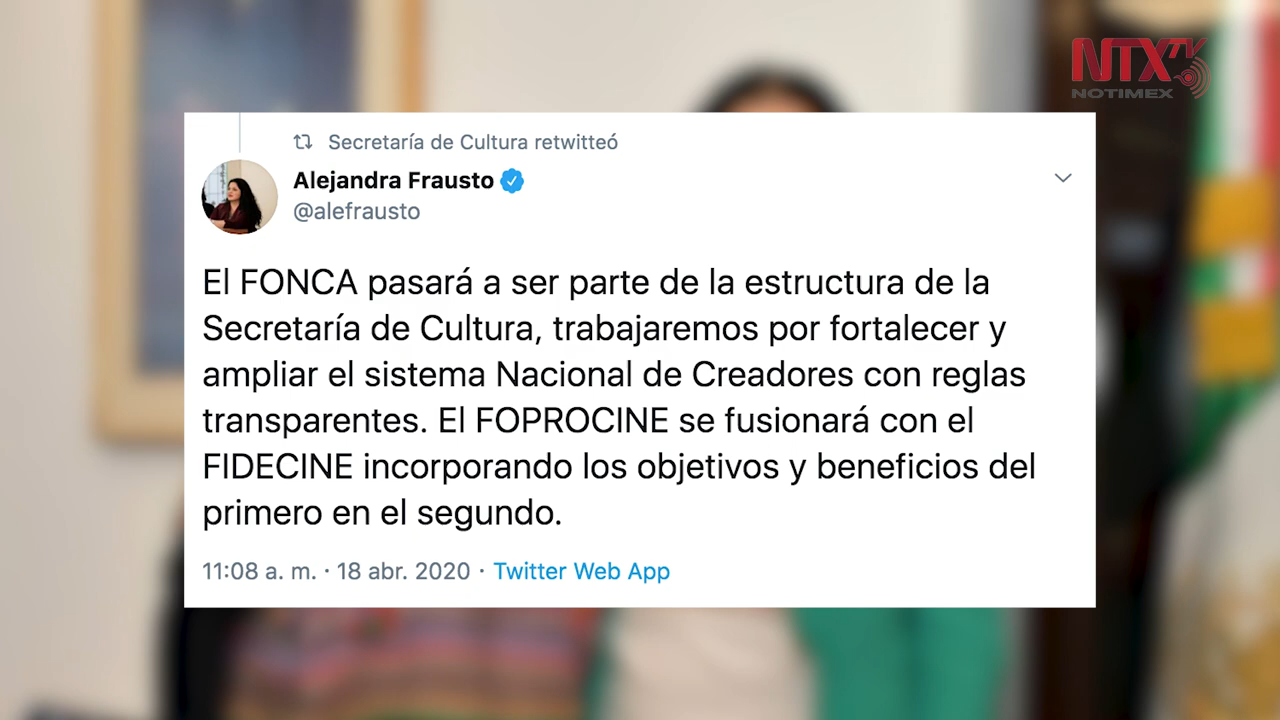 NTX TV
NOTIMEX
Secretaría de Cultura retwitteó
Alejandra Frausto
@alefrausto
El FONCA pasará a ser parte de la estructura de la
Secretaría de Cultura, trabajaremos por fortalecer y
ampliar el sistema Nacional de Creadores con reglas
transparentes. El FOPROCINE se fusionará con el
FIDECINE incorporando los objetivos y beneficios del
primero en el segundo.
11:08 a. m. · 18 abr. 2020 · Twitter Web App